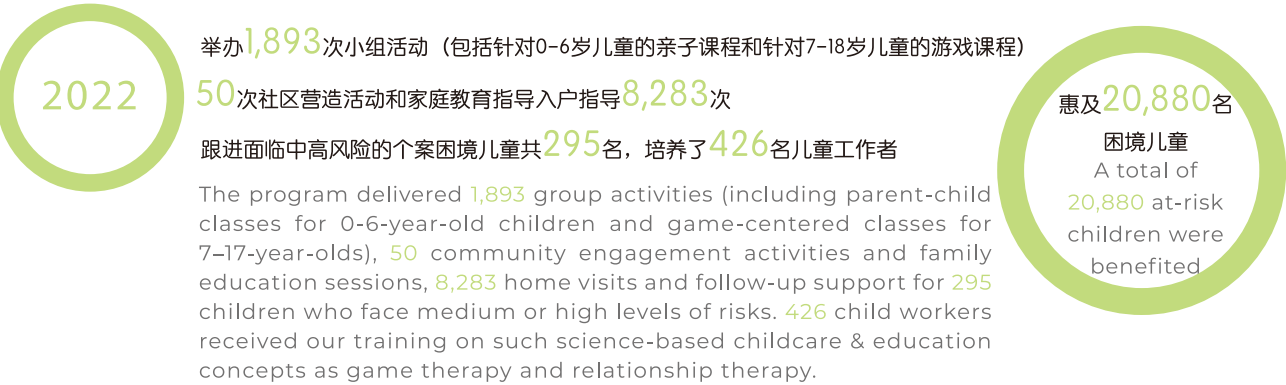 2022
举办1,893次小组活动（包括针对0-6岁儿童的亲子课程和针对7-18岁儿童的游戏课程）
50次社区营造活动和家庭教育指导入户指导8,283次
跟进面临中高风险的个案困境儿童共295名，培养了426名儿童工作者
The program delivered 1,893 group activities (including parent-child
classes for 0-6-year-old children and game-centered classes for
7–17-year-olds), 50 community engagement activities and family
education sessions, 8,283 home visits and follow-up support for 295
children who face medium or high levels of risks. 426 child workers
received our training on such science-based childcare & education
concepts as game therapy and relationship therapy.
惠及20,880名
困境儿童
A total of
20,880 at-risk
children were
benefited